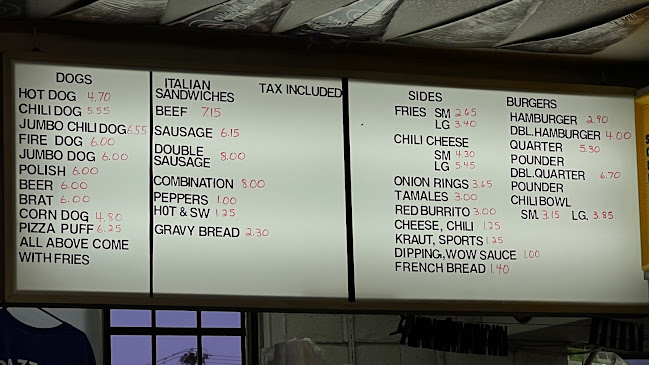 DOGS
HOT DOG 4.70
CHILI DOG 5.55
JUMBO CHILI DOG 6.55
FIRE DOG 6.00
JUMBO DOG 6.00
POLISH 6.00
BEER 6.00
BRAT 6.00
CORN DOG 4.80
PIZZA PUFF 6.25
ALL ABOVE COME
WITH FRIES
ITALIAN
SANDWICHES
TAX INCLUDED
BEEF 7.15
SAUSAGE 6.15
DOUBLE
SAUSAGE 8.00
COMBINATION 8.00
PEPPERS 1.00
HOT & SW 1.25
GRAVY BREAD 2.30
SIDES
FRIES SM 2.65
LG 3.40
CHILI CHEESE
SM 4.30
LG 5.45
ONION RINGS 3.65
TAMALES 3.00
RED BURRITO 3.00
CHEESE, CHILI 1.25
KRAUT, SPORTS 1.25
DIPPING, WOW SAUCE 1.00
FRENCH BREAD 1.40
BURGERS
HAMBURGER 2.90
DBL. HAMBURGER 4.00
QUARTER 5.30
POUNDER
DBL. QUARTER 6.70
POUNDER
CHILI BOWL
SM. 3.15 LG. 3.85